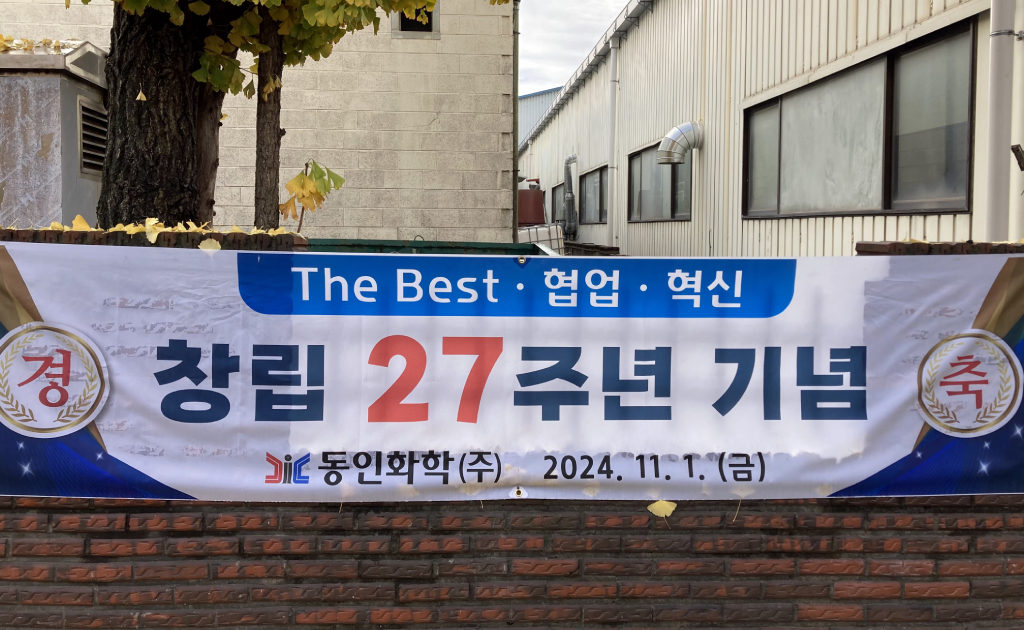 The Best · 협업 · 혁신
경
창립 27주년 기념
축
동인화학(주) 2024. 11. 1. (금)